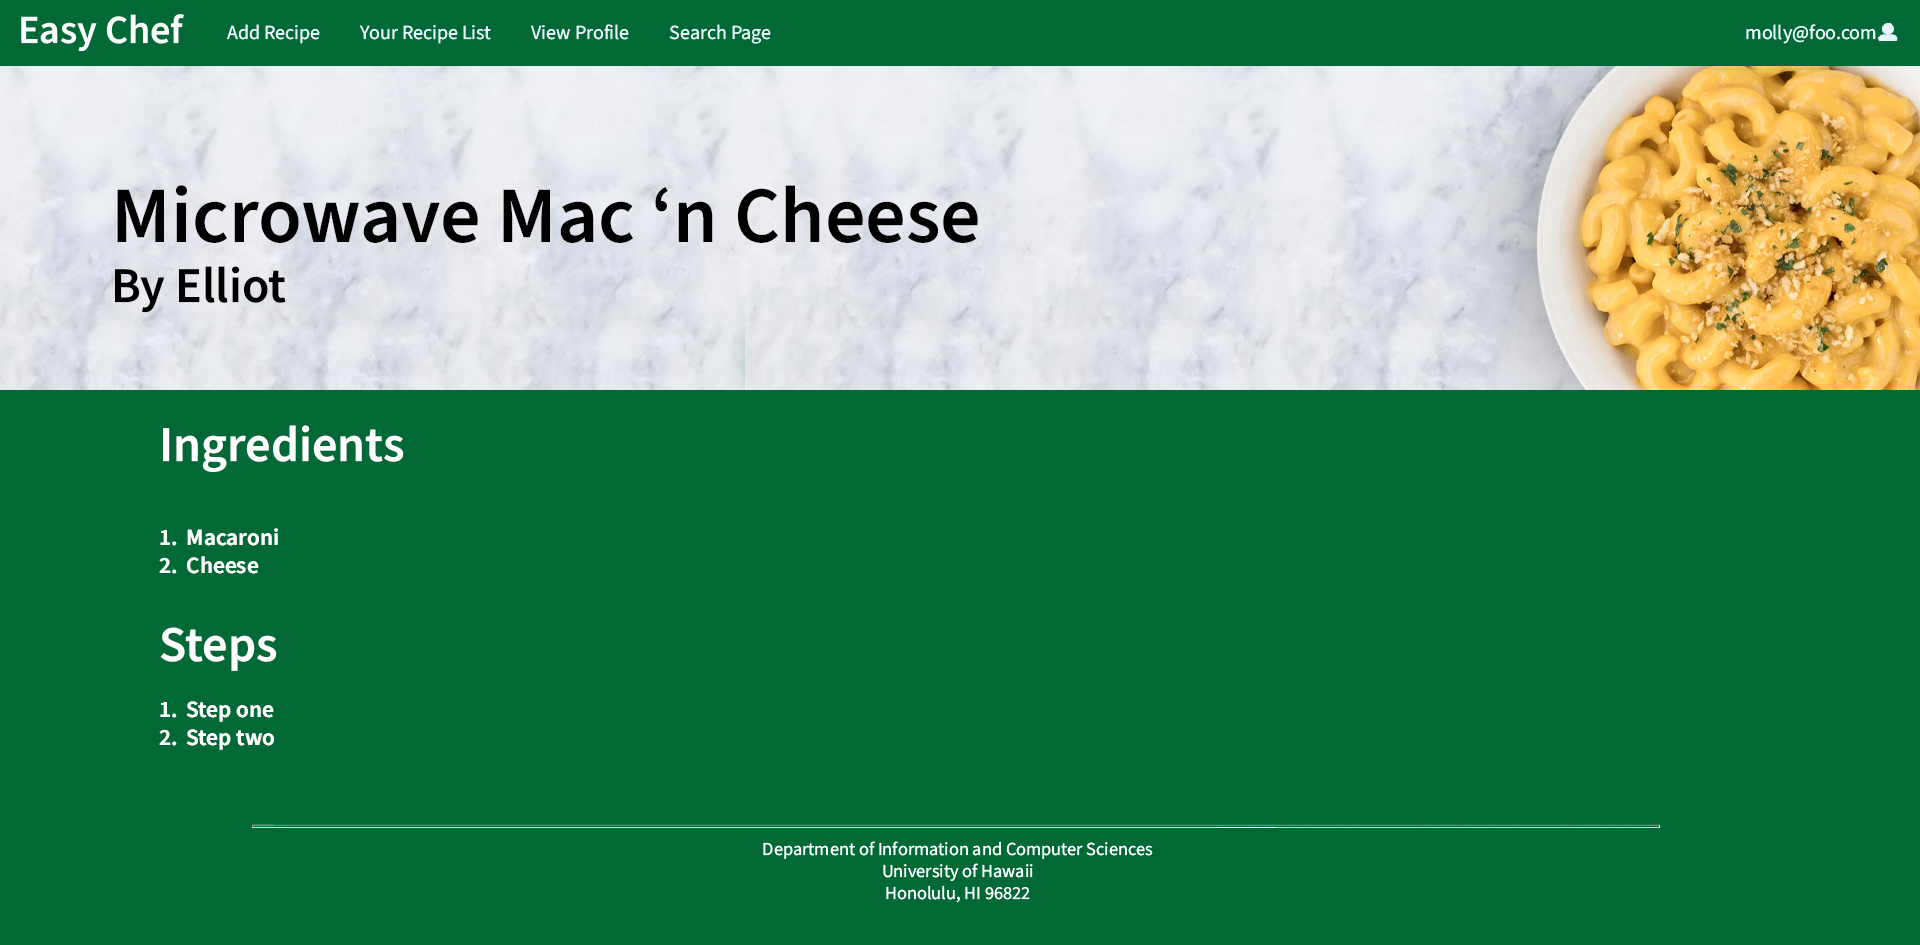 Easy Chef Add Recipe Your Recipe List View Profile Search Page molly@foo.com
Microwave Mac ‘n Cheese
By Elliot
Ingredients
1. Macaroni
2. Cheese
Steps
1. Step one
2. Step two
Department of Information and Computer Sciences
University of Hawaii
Honolulu, HI 96822